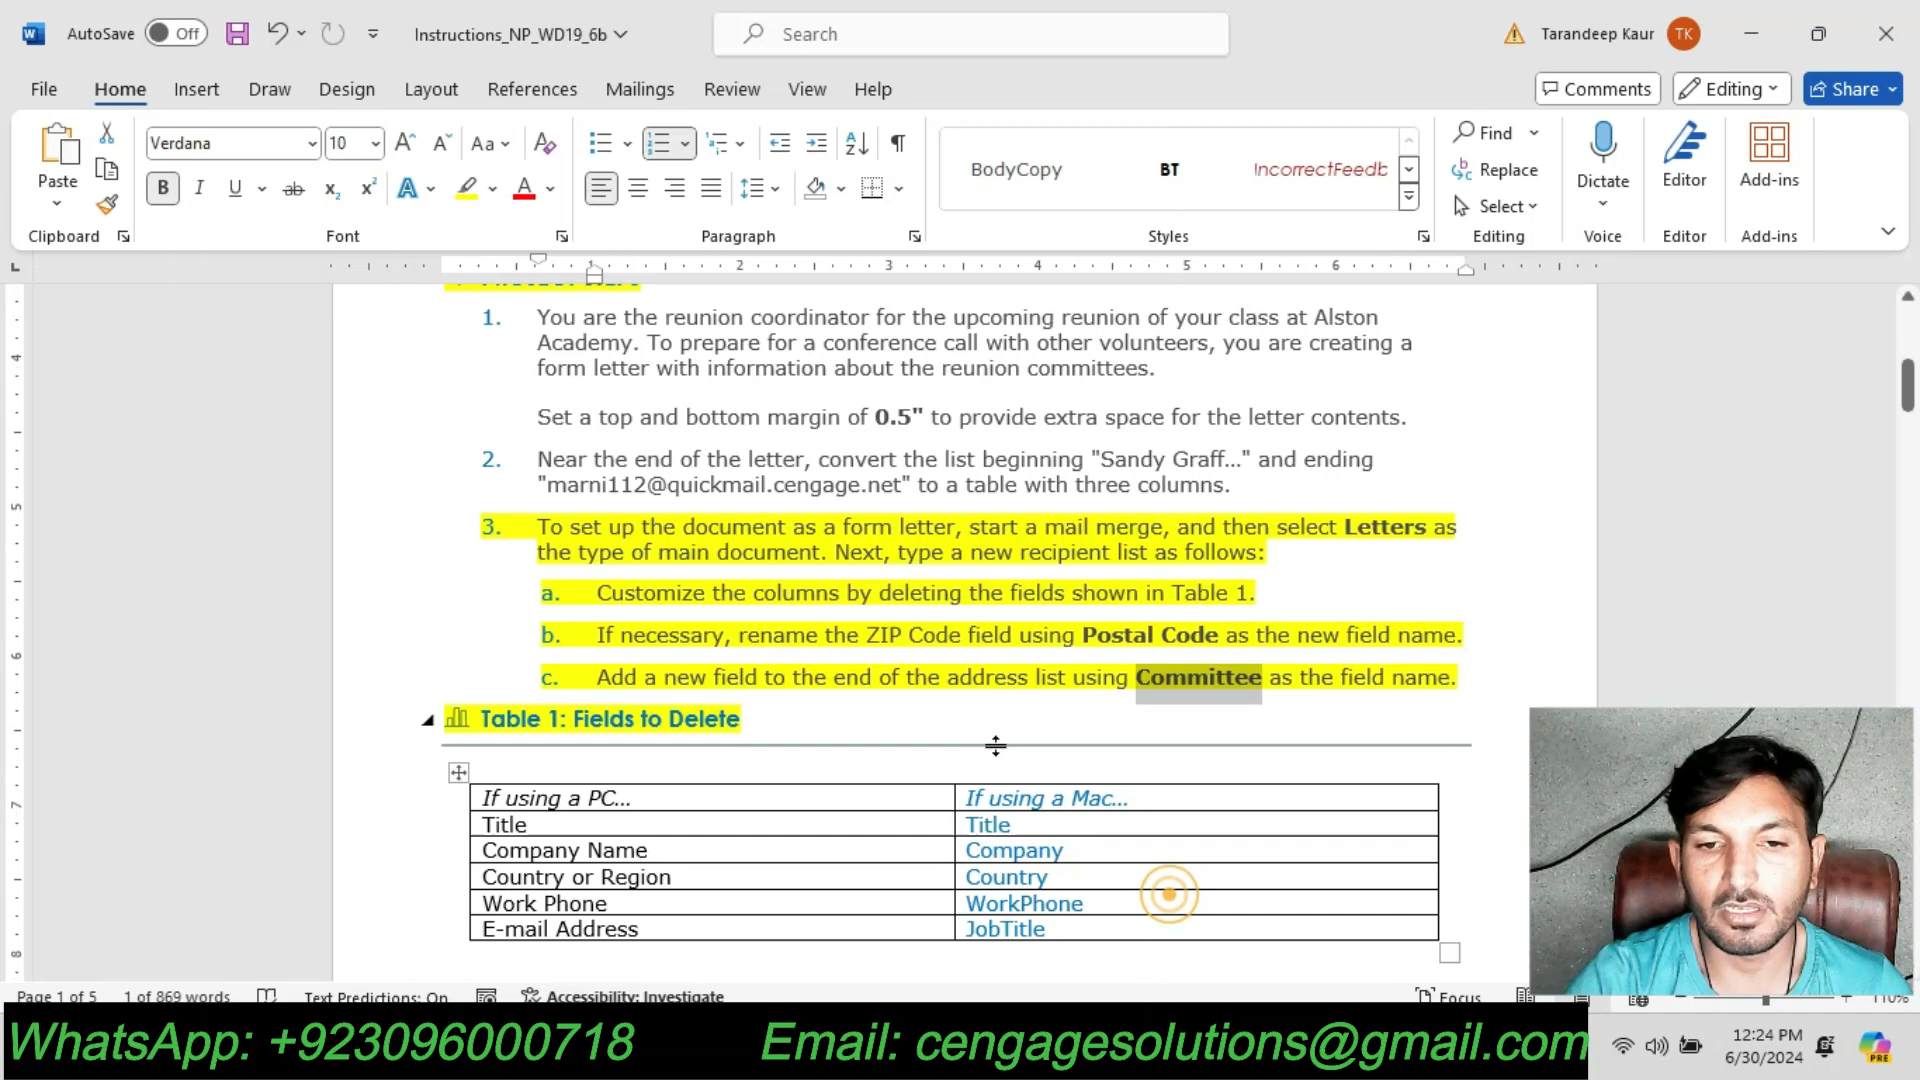 AutoSave Off Instructions_NP_WD19_6b Search Tarandeep Kaur TK
File Home Insert Draw Design Layout References Mailings Review View Help Comments Editing Share
Paste Verdana 10 Aa BodyCopy BT IncorrectFeedb Find Replace Select Dictate Editor Add-ins
Clipboard Font Paragraph Styles Editing Voice Editor Add-ins
1 2 3 4 5 6
1. You are the reunion coordinator for the upcoming reunion of your class at Alston
Academy. To prepare for a conference call with other volunteers, you are creating a
form letter with information about the reunion committees.
Set a top and bottom margin of 0.5" to provide extra space for the letter contents.
2. Near the end of the letter, convert the list beginning "Sandy Graff..." and ending
"marni112@quickmail.cengage.net" to a table with three columns.
3. To set up the document as a form letter, start a mail merge, and then select Letters as
the type of main document. Next, type a new recipient list as follows:
a. Customize the columns by deleting the fields shown in Table 1.
b. If necessary, rename the ZIP Code field using Postal Code as the new field name.
c. Add a new field to the end of the address list using Committee as the field name.
Table 1: Fields to Delete
If using a PC... If using a Mac...
Title Title
Company Name Company
Country or Region Country
Work Phone WorkPhone
E-mail Address JobTitle
Page 1 of 5 1 of 869 words Text Predictions: On Accessibility: Investigate Focus 110%
WhatsApp: +923096000718 Email: cengagesolutions@gmail.com
12:24 PM
6/30/2024
PRE